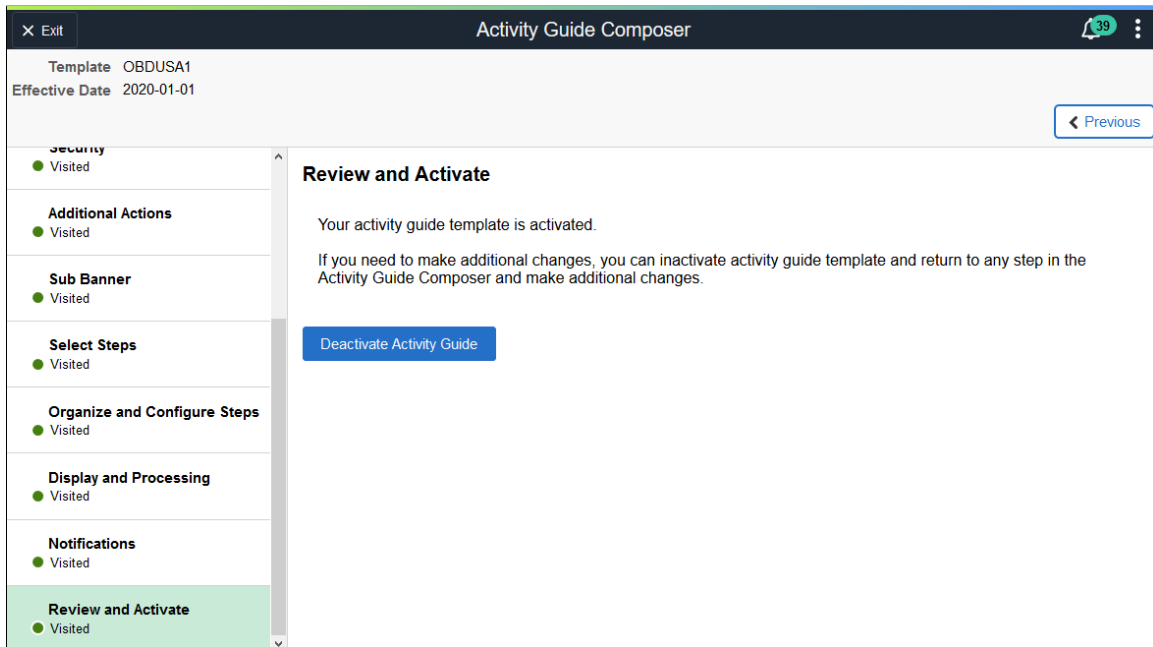 Exit
Activity Guide Composer
39
Template OBDUSA1
Effective Date 2020-01-01
Previous
Security
Visited
Additional Actions
Visited
Sub Banner
Visited
Select Steps
Visited
Organize and Configure Steps
Visited
Display and Processing
Visited
Notifications
Visited
Review and Activate
Visited
Review and Activate
Your activity guide template is activated.
If you need to make additional changes, you can inactivate activity guide template and return to any step in the
Activity Guide Composer and make additional changes.
Deactivate Activity Guide